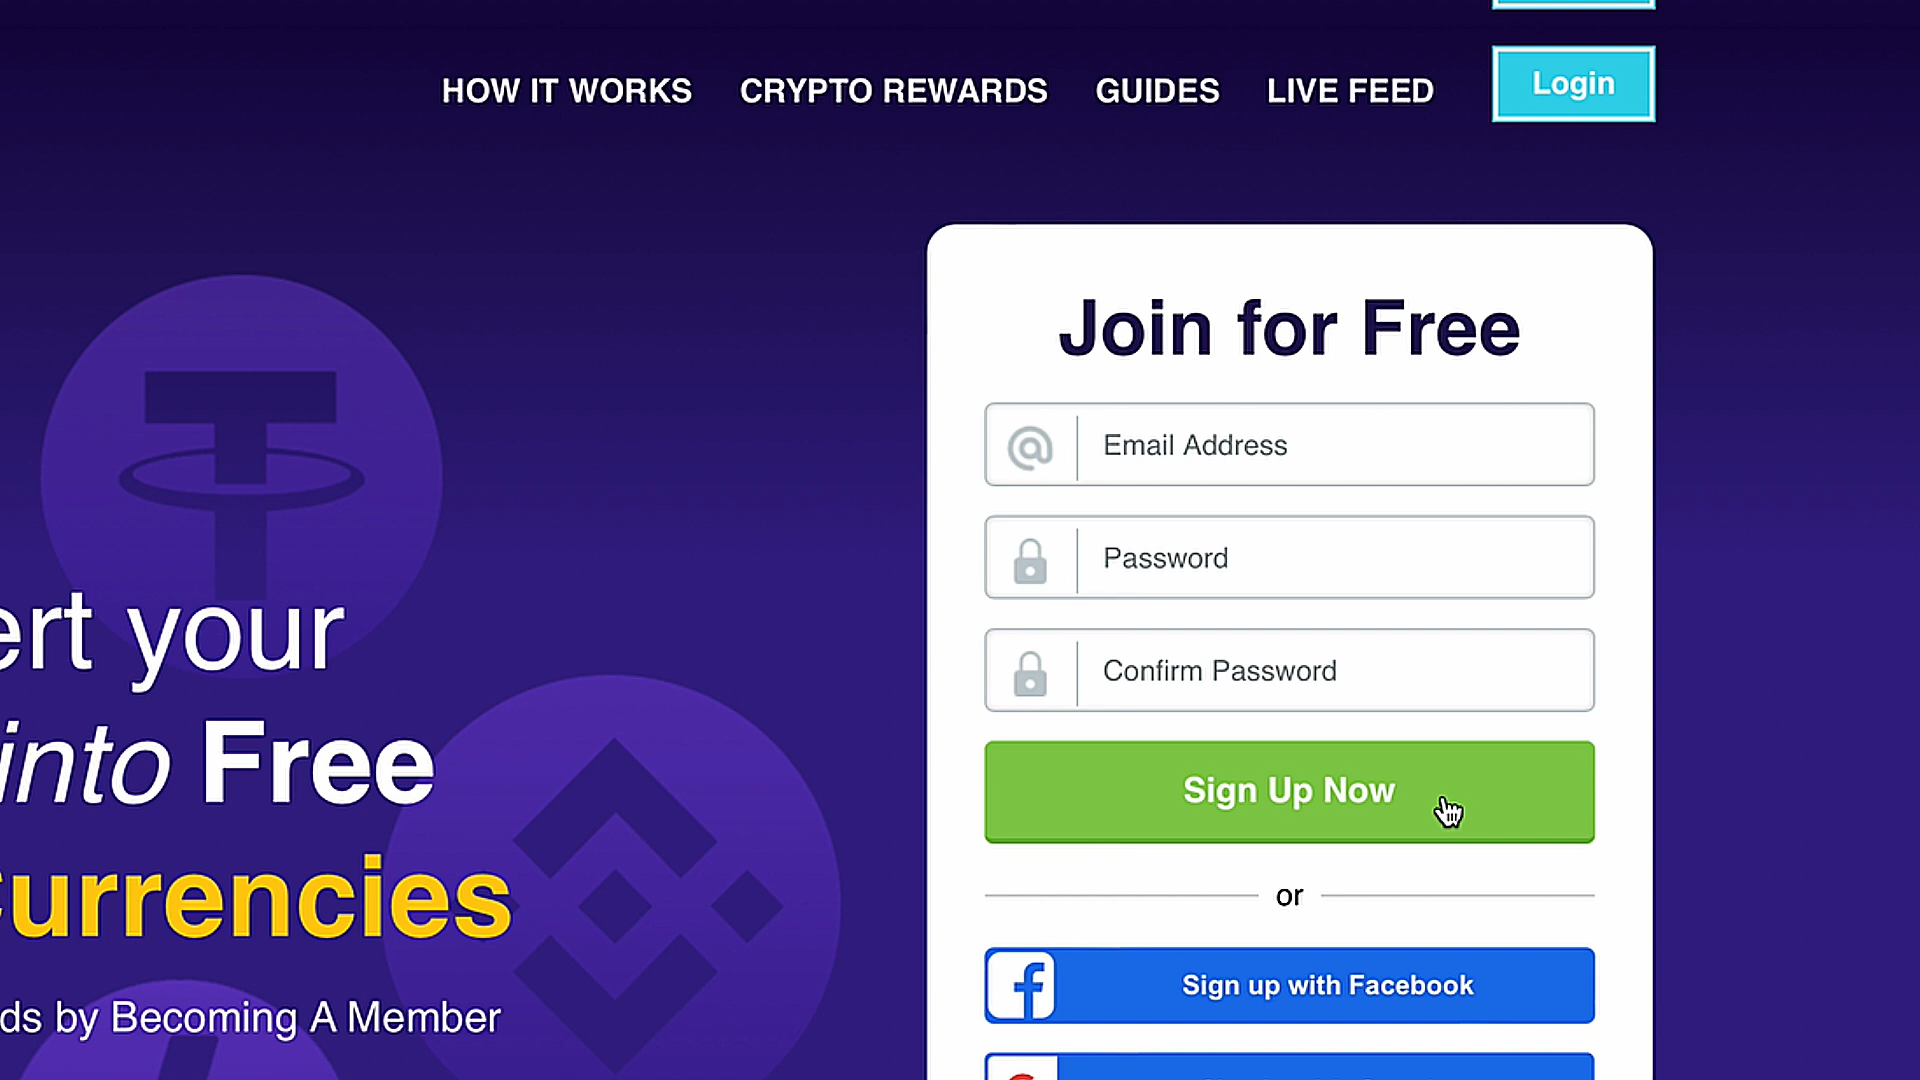 HOW IT WORKS CRYPTO REWARDS GUIDES LIVE FEED Login
Join for Free
Email Address
Password
Confirm Password
Sign Up Now
or
Sign up with Facebook
ert your
into Free
urrencies
ds by Becoming A Member